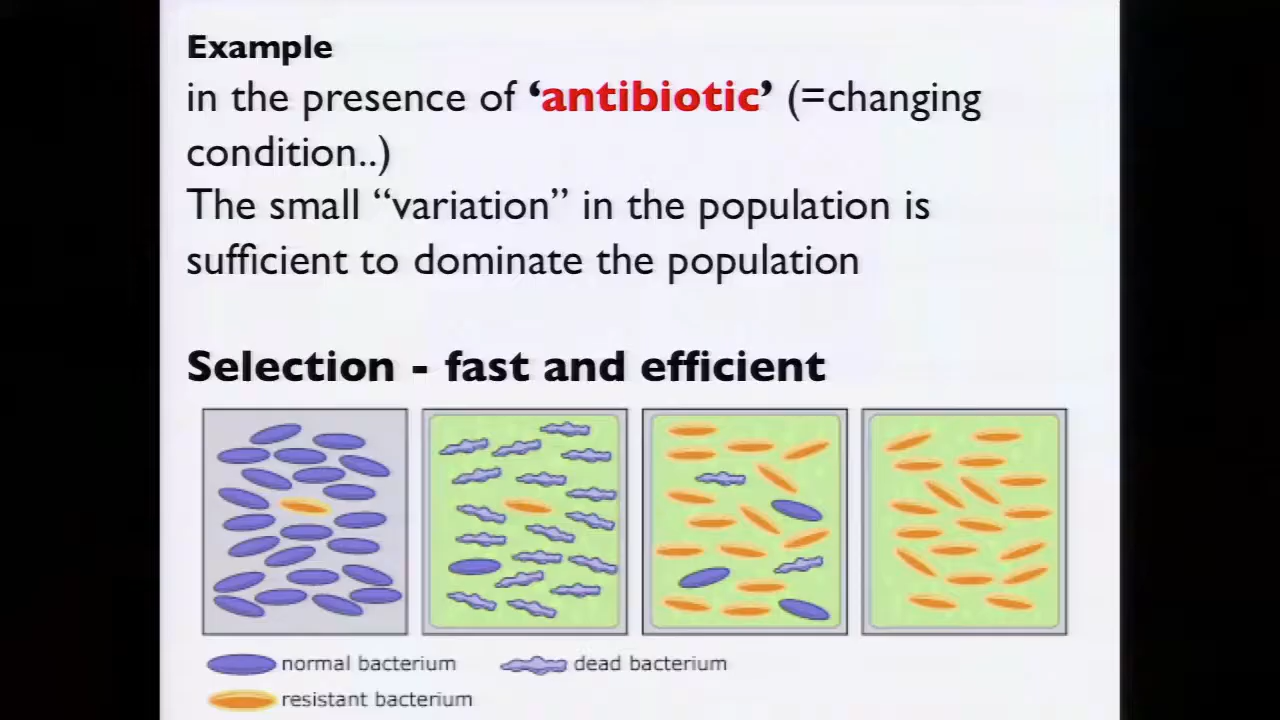 Example
in the presence of ‘antibiotic’ (=changing
condition..)
The small “variation” in the population is
sufficient to dominate the population
Selection - fast and efficient
normal bacterium
dead bacterium
resistant bacterium